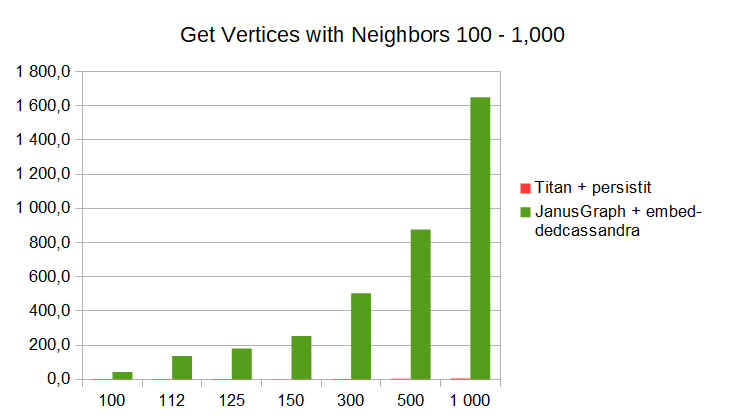 Get Vertices with Neighbors 100 - 1,000
1 800,0
1 600,0
1 400,0
1 200,0
1 000,0
800,0
600,0
400,0
200,0
0,0
100 112 125 150 300 500 1 000
Titan + persistit
JanusGraph + embed-
dedcassandra